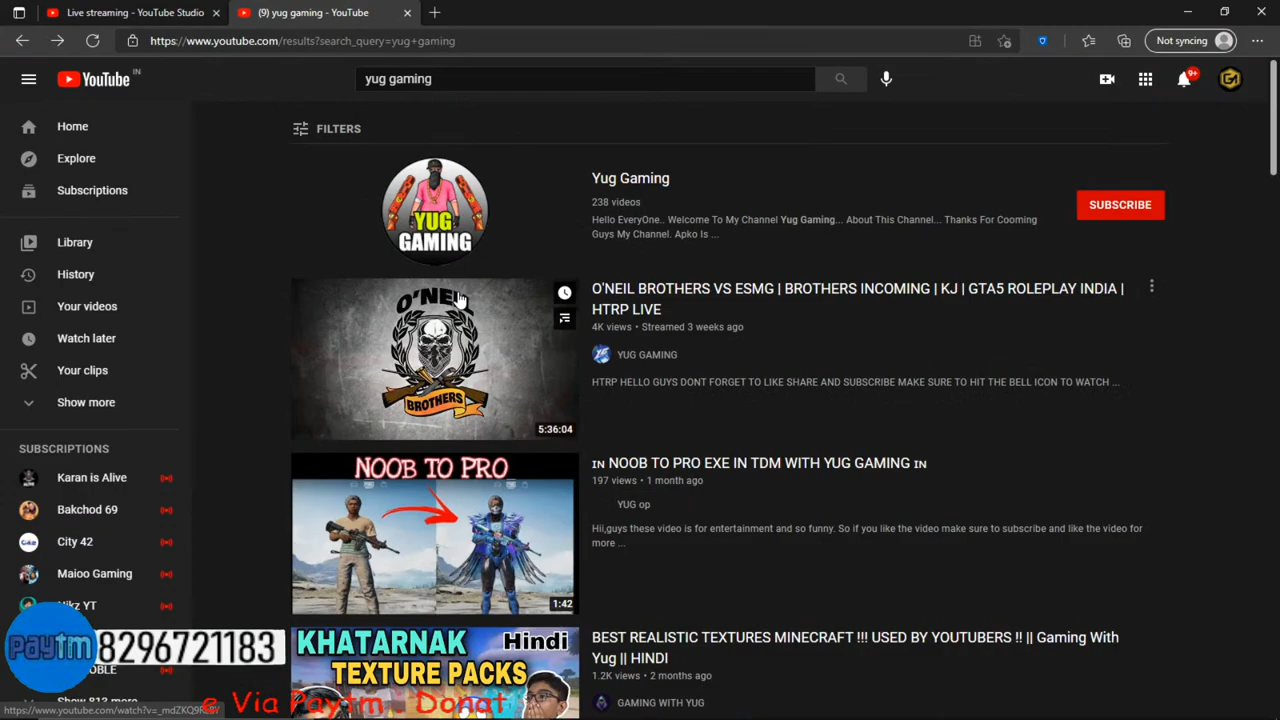 Live streaming - YouTube Studio
(9) yug gaming - YouTube
https://www.youtube.com/results?search_query=yug+gaming
Not syncing
YouTube IN
yug gaming
9+
Home
Explore
Subscriptions
Library
History
Your videos
Watch later
Your clips
Show more
SUBSCRIPTIONS
Karan is Alive
Bakchod 69
City 42
Maioo Gaming
Nikz YT
OBLE
Show 813 more
FILTERS
YUG
GAMING
Yug Gaming
238 videos
Hello EveryOne.. Welcome To My Channel Yug Gaming... About This Channel... Thanks For Cooming
Guys My Channel. Apko Is ...
SUBSCRIBE
O'NEIL
BROTHERS
5:36:04
O'NEIL BROTHERS VS ESMG | BROTHERS INCOMING | KJ | GTA5 ROLEPLAY INDIA |
HTRP LIVE
4K views • Streamed 3 weeks ago
YUG GAMING
HTRP HELLO GUYS DONT FORGET TO LIKE SHARE AND SUBSCRIBE MAKE SURE TO HIT THE BELL ICON TO WATCH ...
NOOB TO PRO
1:42
🇮🇳 NOOB TO PRO EXE IN TDM WITH YUG GAMING 🇮🇳
197 views • 1 month ago
YUG op
Hii,guys these video is for entertainment and so funny. So if you like the video make sure to subscribe and like the video for
more ...
KHATARNAK Hindi
TEXTURE PACKS
BEST REALISTIC TEXTURES MINECRAFT !!! USED BY YOUTUBERS !! || Gaming With
Yug || HINDI
1.2K views • 2 months ago
GAMING WITH YUG
paytm 8296721183
e Via Paytm . Donat